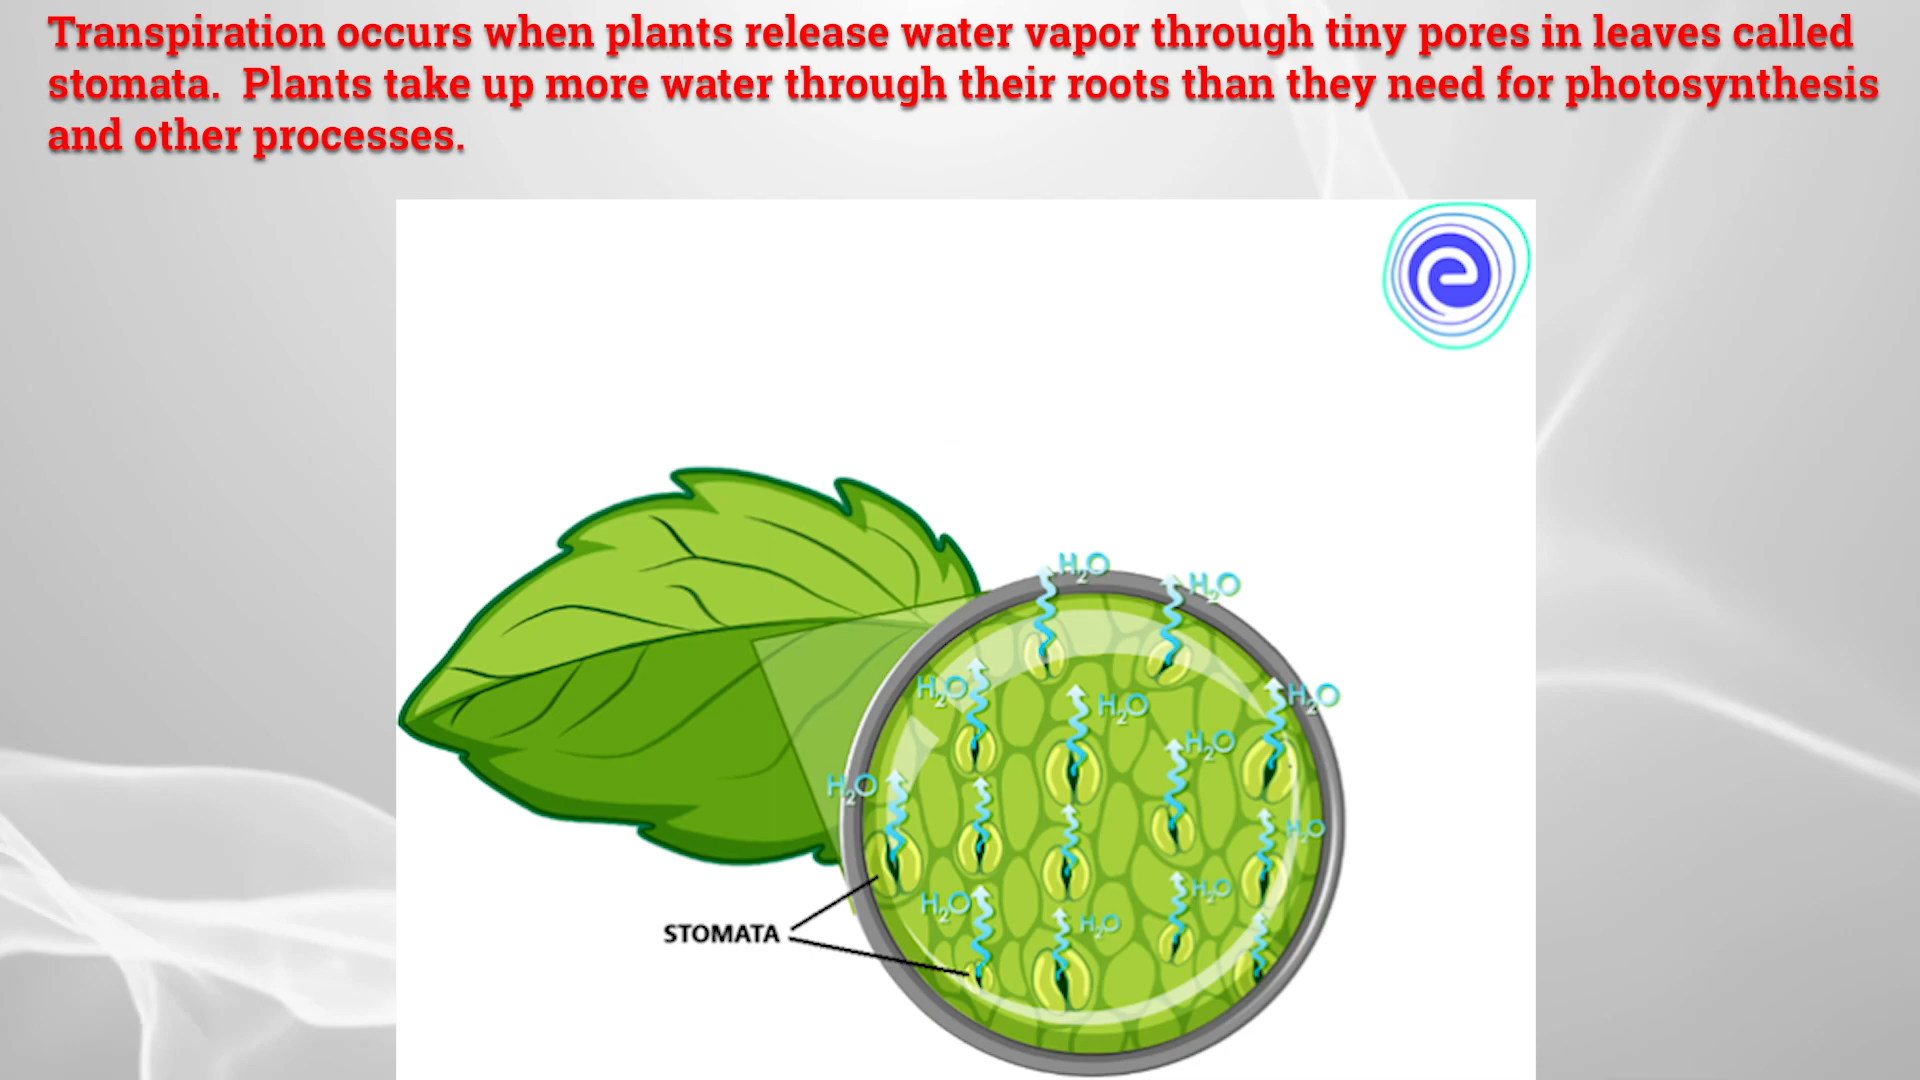 Transpiration occurs when plants release water vapor through tiny pores in leaves called
stomata.  Plants take up more water through their roots than they need for photosynthesis
and other processes.
H₂O
H₂O
H₂O
H₂O
H₂O
H₂O
H₂O
H₂O
H₂O
H₂O
H₂O
STOMATA